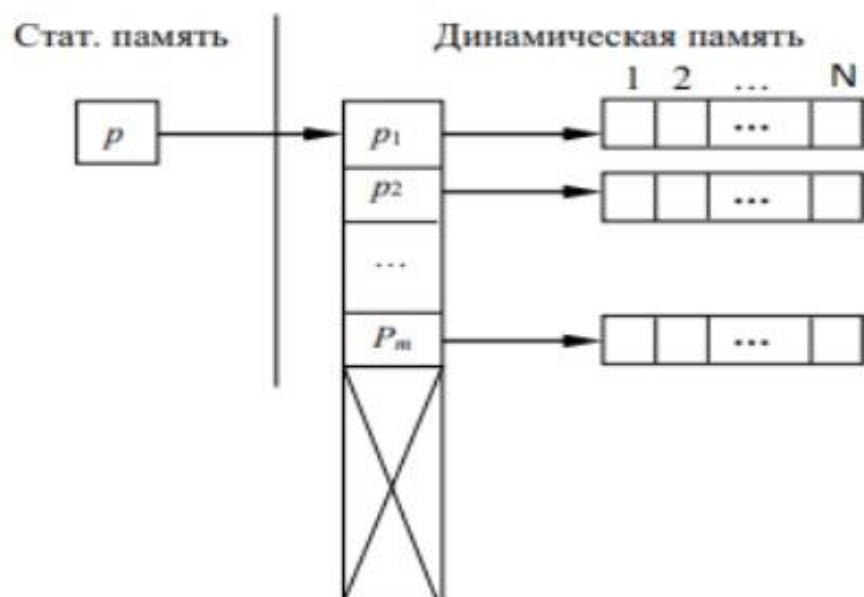 Стат. память
Динамическая память
1 2 ... N
p p1 ...
p2 ...
...
Pm ...